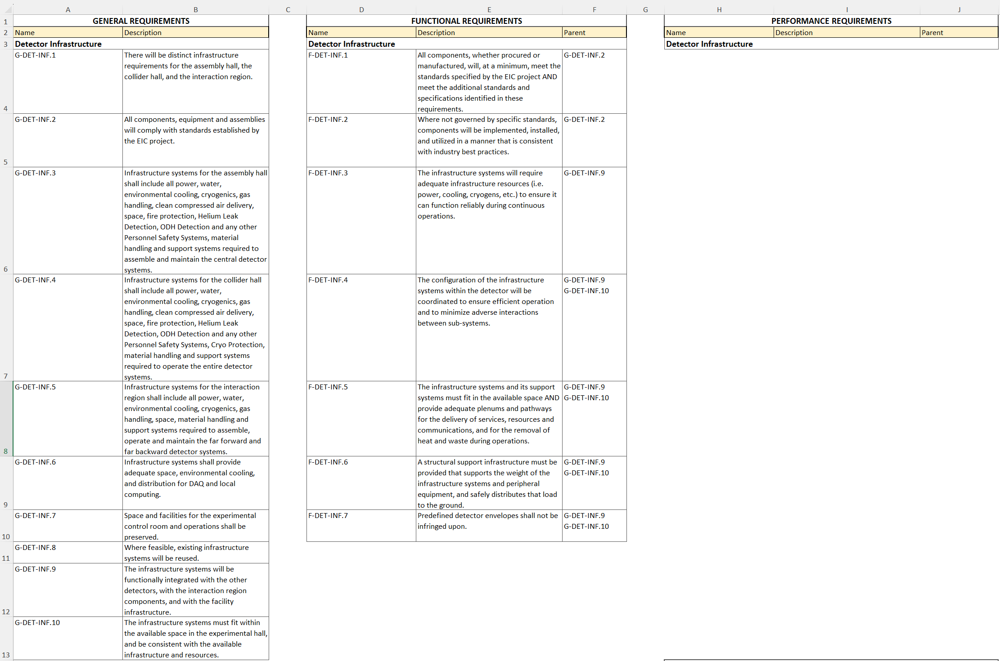 A B C D E F G H I J
1 GENERAL REQUIREMENTS FUNCTIONAL REQUIREMENTS PERFORMANCE REQUIREMENTS
2 Name Description Name Description Parent Name Description Parent
3 Detector Infrastructure Detector Infrastructure Detector Infrastructure
G-DET-INF.1
There will be distinct infrastructure
requirements for the assembly hall, the
collider hall, and the interaction region.
F-DET-INF.1
All components, whether procured or
manufactured, will, at a minimum, meet the
standards specified by the EIC project AND
meet the additional standards and
specifications identified in these
requirements.
G-DET-INF.2
4
G-DET-INF.2
All components, equipment and assemblies
will comply with standards established by
the EIC project.
F-DET-INF.2
Where not governed by specific standards,
components will be implemented, installed,
and utilized in a manner that is consistent
with industry best practices.
G-DET-INF.2
5
G-DET-INF.3
Infrastructure systems for the assembly hall
shall include all power, water,
environmental cooling, cryogenics, gas
handling, clean compressed air delivery,
space, fire protection, Helium Leak
Detection, ODH Detection and any other
Personnel Safety Systems, material
handling and support systems required to
assemble and maintain the central detector
systems.
F-DET-INF.3
The infrastructure systems will require
adequate infrastructure resources (i.e.
power, cooling, cryogens, etc.) to ensure it
can function reliably during continuous
operations.
G-DET-INF.9
6
G-DET-INF.4
Infrastructure systems for the collider hall
shall include all power, water,
environmental cooling, cryogenics, gas
handling, clean compressed air delivery,
space, fire protection, Helium Leak
Detection, ODH Detection and any other
Personnel Safety Systems, Cryo Protection,
material handling and support systems
required to operate the entire detector
systems.
F-DET-INF.4
The configuration of the infrastructure
systems within the detector will be
coordinated to ensure efficient operation
and to minimize adverse interactions
between sub-systems.
G-DET-INF.9
G-DET-INF.10
7
G-DET-INF.5
Infrastructure systems for the interaction
region shall include all power, water,
environmental cooling, cryogenics, gas
handling, space, material handling and
support systems required to assemble,
operate and maintain the far forward and
far backward detector systems.
F-DET-INF.5
The infrastructure systems and its support
systems must fit in the available space AND
provide adequate plenums and pathways
for the delivery of services, resources and
communications, and for the removal of
heat and waste during operations.
G-DET-INF.9
G-DET-INF.10
8
G-DET-INF.6
Infrastructure systems shall provide
adequate space, environmental cooling,
and distribution for DAQ and local
computing.
F-DET-INF.6
A structural support infrastructure must be
provided that supports the weight of the
infrastructure systems and peripheral
equipment, and safely distributes that load
to the ground.
G-DET-INF.9
G-DET-INF.10
9
G-DET-INF.7
Space and facilities for the experimental
control room and operations shall be
preserved.
F-DET-INF.7
Predefined detector envelopes shall not be
infringed upon.
G-DET-INF.9
G-DET-INF.10
10
G-DET-INF.8
Where feasible, existing infrastructure
systems will be reused.
11
G-DET-INF.9
The infrastructure systems will be
functionally integrated with the other
detectors, with the interaction region
components, and with the facility
infrastructure.
12
G-DET-INF.10
The infrastructure systems must fit within
the available space in the experimental hall,
and be consistent with the available
infrastructure and resources.
13